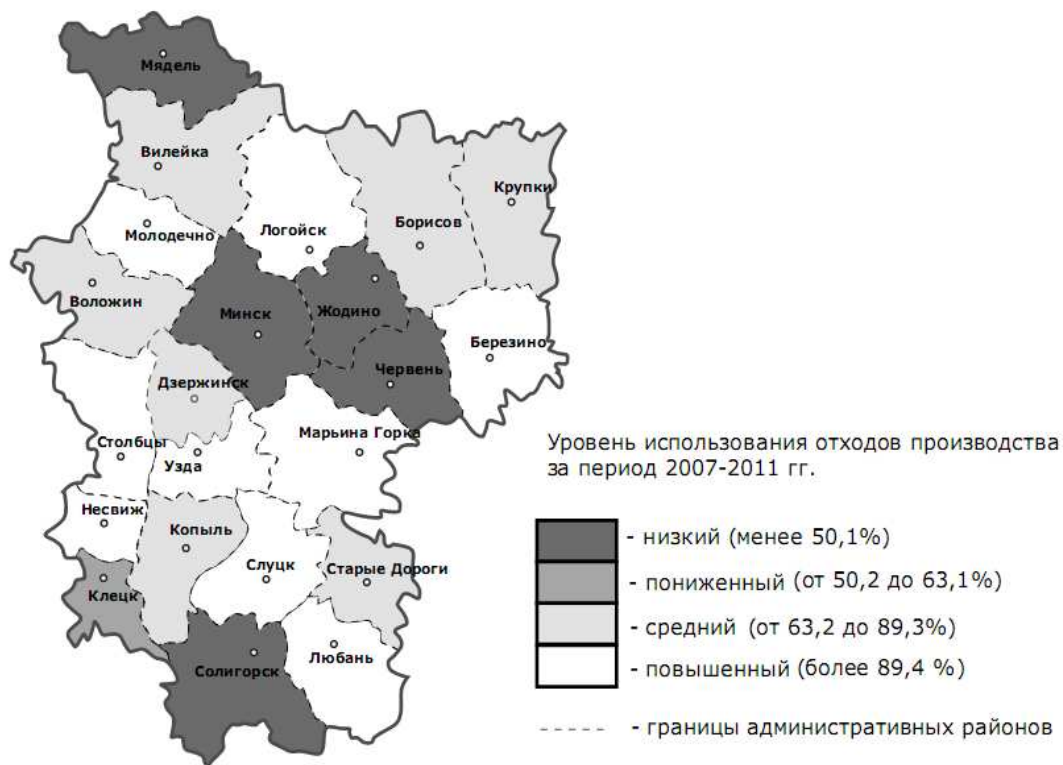 Мядель
Вилейка
Крупки
Борисов
Молодечно
Логойск
Воложин
Минск
Жодино
Березино
Червень
Дзержинск
Марьина Горка
Столбцы
Узда
Несвиж
Копыль
Слуцк
Старые Дороги
Клецк
Любань
Солигорск
Уровень использования отходов производства
за период 2007-2011 гг.
- низкий (менее 50,1%)
- пониженный (от 50,2 до 63,1%)
- средний (от 63,2 до 89,3%)
- повышенный (более 89,4 %)
- границы административных районов